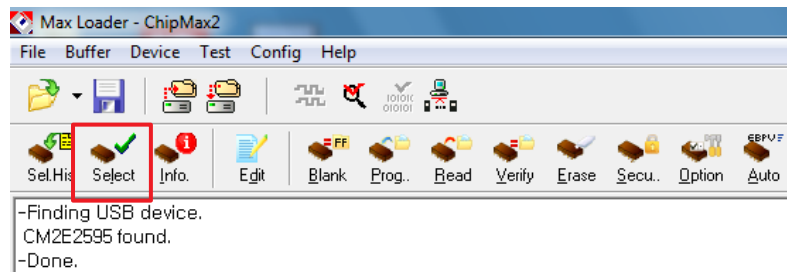 Max Loader - ChipMax2
File Buffer Device Test Config Help
Sel.His Select Info. Edit Blank Prog.. Read Verify Erase Secu.. Option Auto
-Finding USB device.
CM2E2595 found.
-Done.